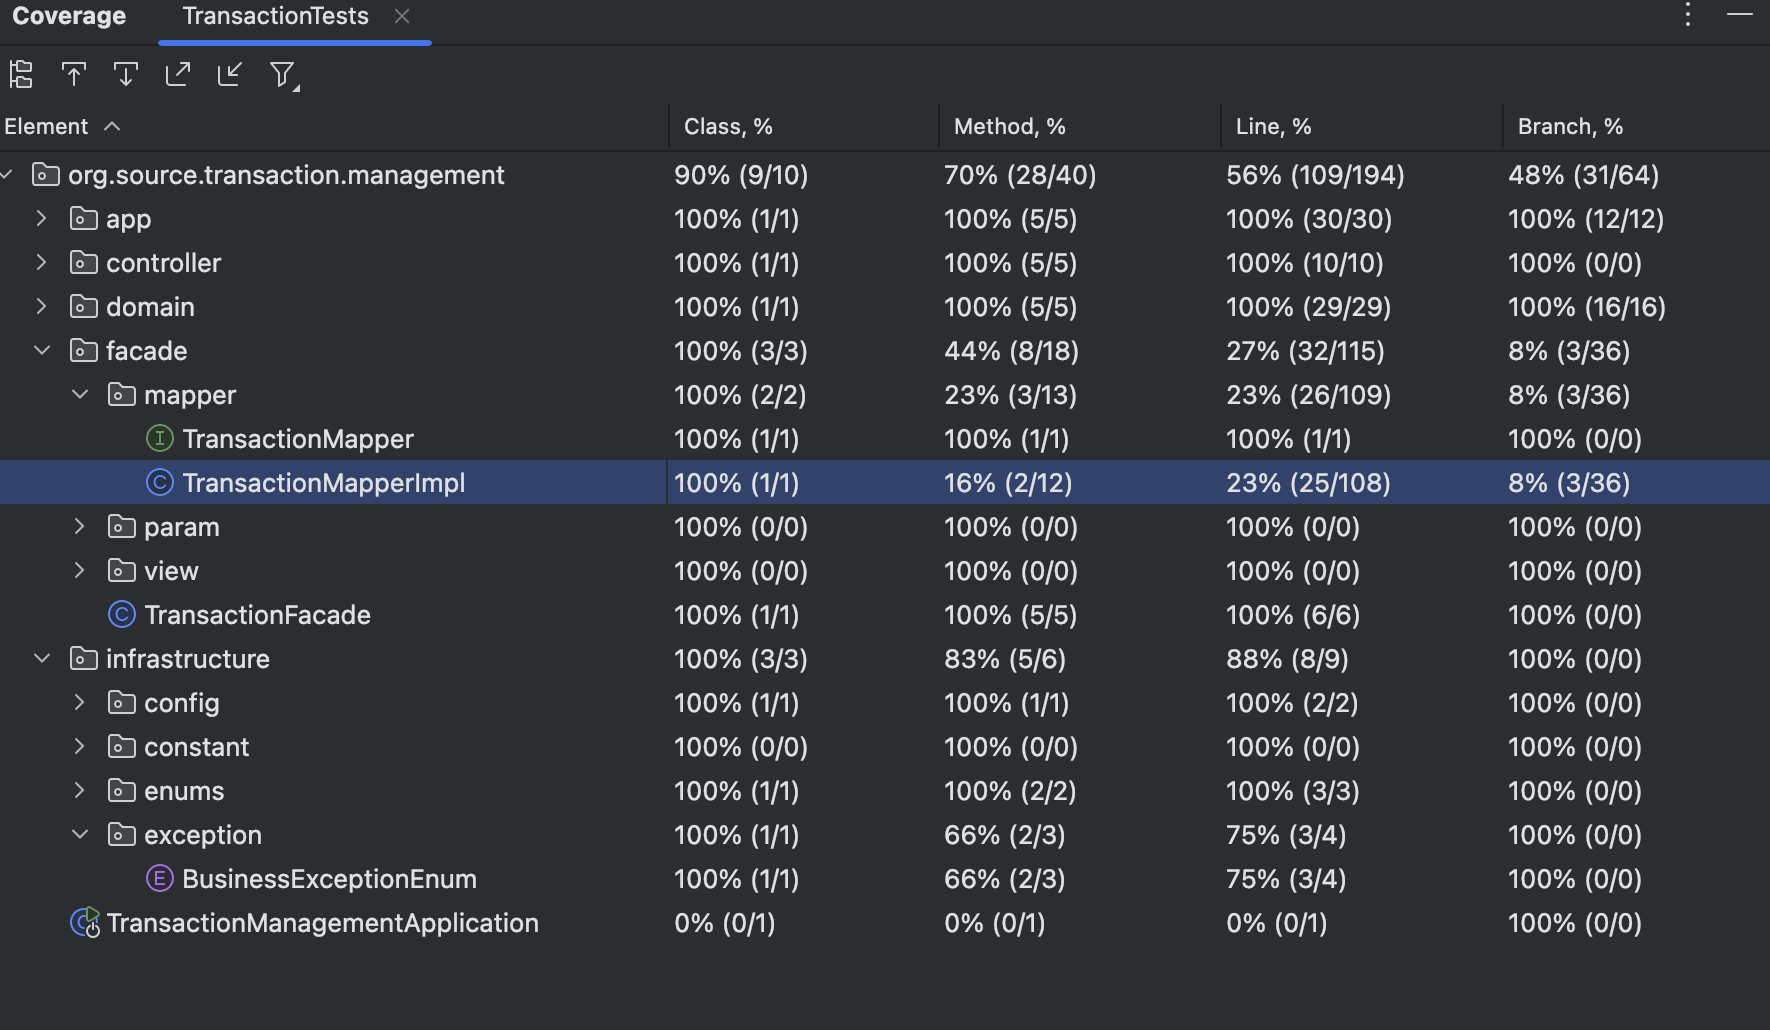 Coverage TransactionTests
Element Class, % Method, % Line, % Branch, %
org.source.transaction.management 90% (9/10) 70% (28/40) 56% (109/194) 48% (31/64)
app 100% (1/1) 100% (5/5) 100% (30/30) 100% (12/12)
controller 100% (1/1) 100% (5/5) 100% (10/10) 100% (0/0)
domain 100% (1/1) 100% (5/5) 100% (29/29) 100% (16/16)
facade 100% (3/3) 44% (8/18) 27% (32/115) 8% (3/36)
mapper 100% (2/2) 23% (3/13) 23% (26/109) 8% (3/36)
I TransactionMapper 100% (1/1) 100% (1/1) 100% (1/1) 100% (0/0)
C TransactionMapperImpl 100% (1/1) 16% (2/12) 23% (25/108) 8% (3/36)
param 100% (0/0) 100% (0/0) 100% (0/0) 100% (0/0)
view 100% (0/0) 100% (0/0) 100% (0/0) 100% (0/0)
C TransactionFacade 100% (1/1) 100% (5/5) 100% (6/6) 100% (0/0)
infrastructure 100% (3/3) 83% (5/6) 88% (8/9) 100% (0/0)
config 100% (1/1) 100% (1/1) 100% (2/2) 100% (0/0)
constant 100% (0/0) 100% (0/0) 100% (0/0) 100% (0/0)
enums 100% (1/1) 100% (2/2) 100% (3/3) 100% (0/0)
exception 100% (1/1) 66% (2/3) 75% (3/4) 100% (0/0)
E BusinessExceptionEnum 100% (1/1) 66% (2/3) 75% (3/4) 100% (0/0)
C TransactionManagementApplication 0% (0/1) 0% (0/1) 0% (0/1) 100% (0/0)